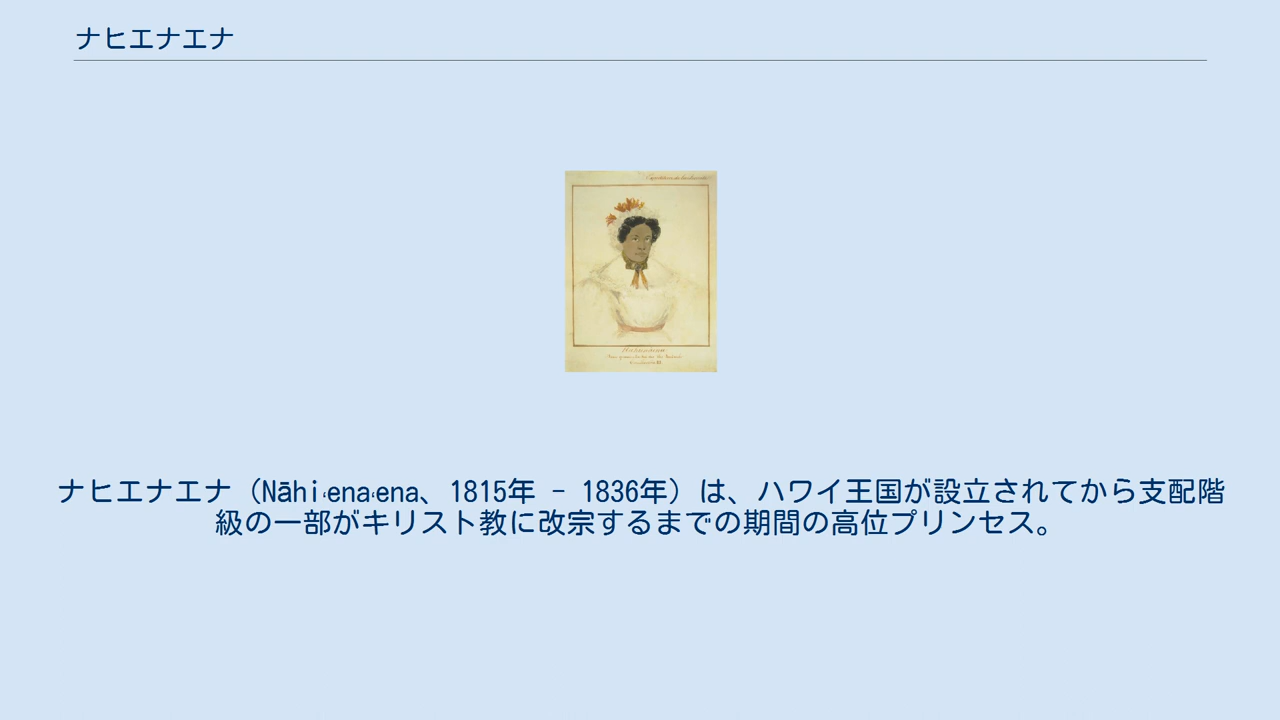 ナヒエナエナ
ナヒエナエナ（Nāhiʻenaʻena、1815年 - 1836年）は、ハワイ王国が設立されてから支配階
級の一部がキリスト教に改宗するまでの期間の高位プリンセス。